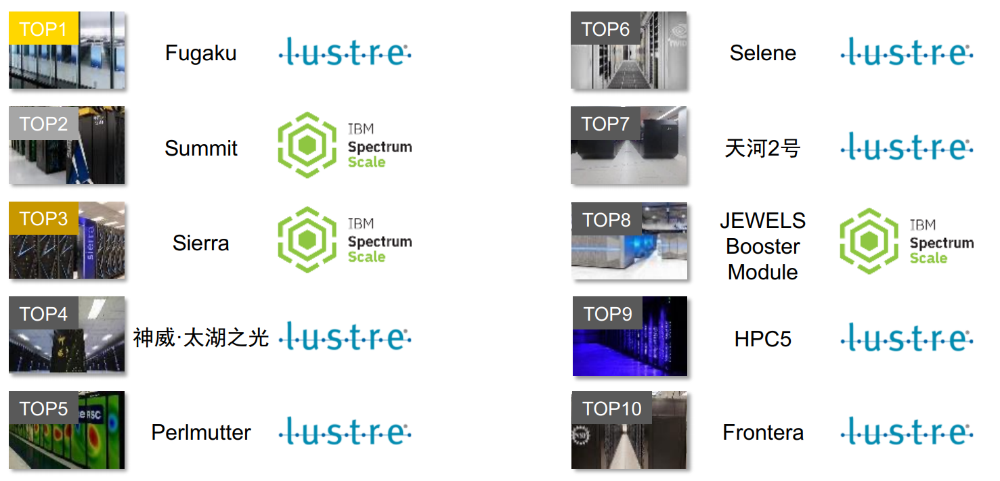 TOP1
Fugaku
lustre®
TOP2
Summit
IBM
Spectrum
Scale
TOP3
sierra
Sierra
IBM
Spectrum
Scale
TOP4
神威·太湖之光
lustre®
TOP5
Perlmutter
lustre®
TOP6
Selene
lustre®
TOP7
天河2号
lustre®
TOP8
JEWELS
Booster
Module
IBM
Spectrum
Scale
TOP9
HPC5
lustre®
TOP10
NSF
Frontera
lustre®